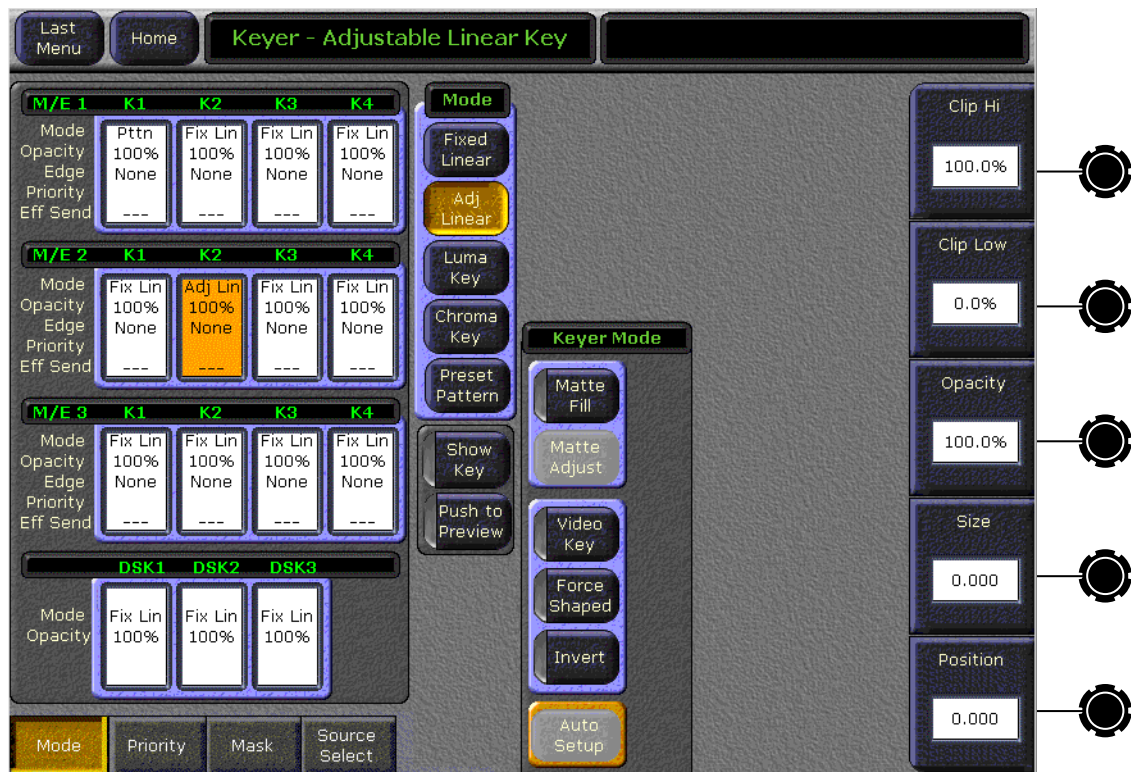 Last Menu
Home
Keyer - Adjustable Linear Key
M/E 1 K1 K2 K3 K4
Mode Pttn Fix Lin Fix Lin Fix Lin
Opacity 100% 100% 100% 100%
Edge None None None None
Priority
Eff Send --- --- --- ---
M/E 2 K1 K2 K3 K4
Mode Fix Lin Adj Lin Fix Lin Fix Lin
Opacity 100% 100% 100% 100%
Edge None None None None
Priority
Eff Send --- --- --- ---
M/E 3 K1 K2 K3 K4
Mode Fix Lin Fix Lin Fix Lin Fix Lin
Opacity 100% 100% 100% 100%
Edge None None None None
Priority
Eff Send --- --- --- ---
DSK1 DSK2 DSK3
Mode Fix Lin Fix Lin Fix Lin
Opacity 100% 100% 100%
Mode
Priority
Mask
Source
Select
Mode
Fixed
Linear
Adj
Linear
Luma
Key
Chroma
Key
Preset
Pattern
Show
Key
Push to
Preview
Keyer Mode
Matte
Fill
Matte
Adjust
Video
Key
Force
Shaped
Invert
Auto
Setup
Clip Hi
100.0%
Clip Low
0.0%
Opacity
100.0%
Size
0.000
Position
0.000